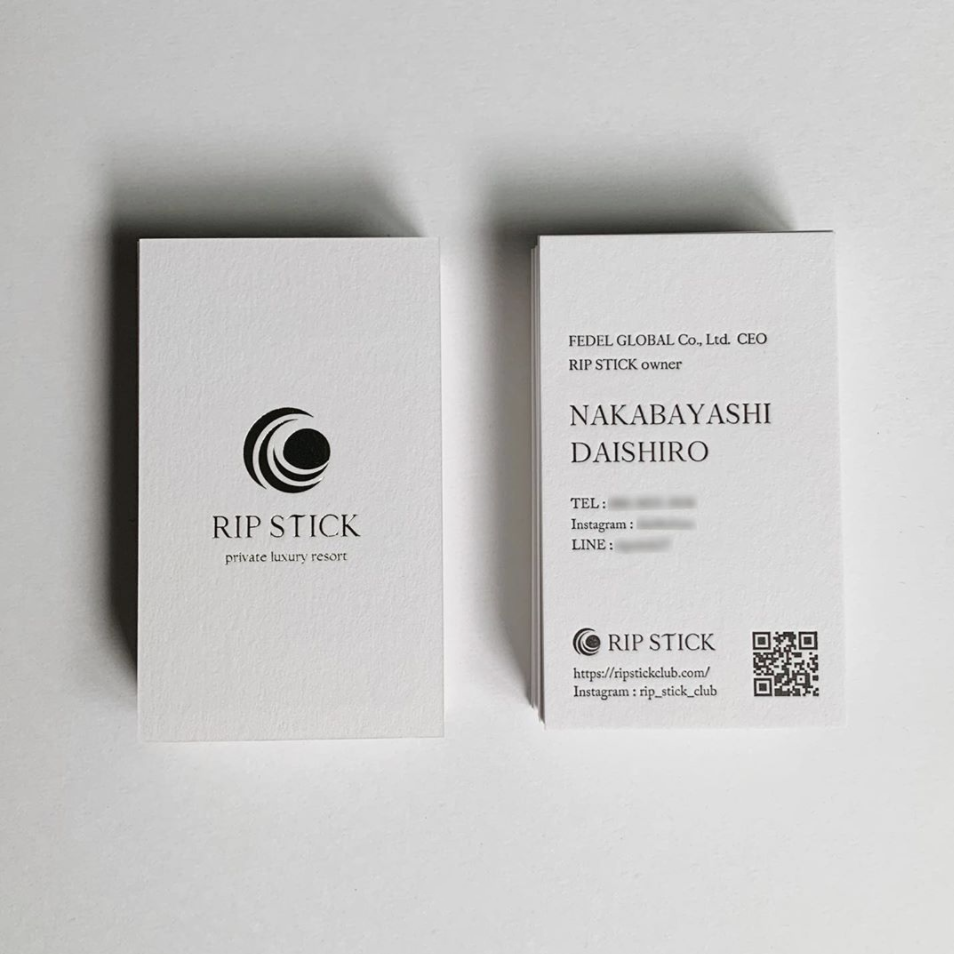 RIP STICK
private luxury resort
FEDEL GLOBAL Co., Ltd. CEO
RIP STICK owner
NAKABAYASHI
DAISHIRO
TEL :
Instagram :
LINE :
RIP STICK
https://ripstickclub.com/
Instagram : rip_stick_club